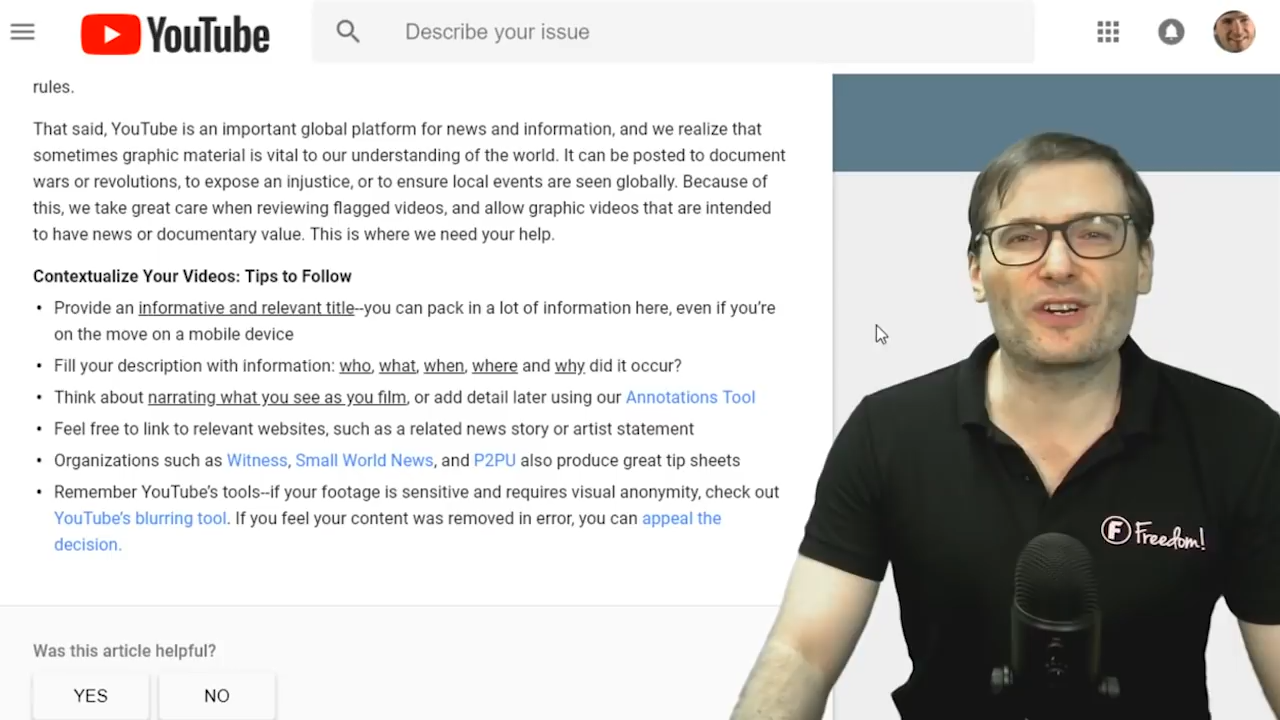 YouTube
Describe your issue
rules.
That said, YouTube is an important global platform for news and information, and we realize that
sometimes graphic material is vital to our understanding of the world. It can be posted to document
wars or revolutions, to expose an injustice, or to ensure local events are seen globally. Because of
this, we take great care when reviewing flagged videos, and allow graphic videos that are intended
to have news or documentary value. This is where we need your help.
Contextualize Your Videos: Tips to Follow
• Provide an informative and relevant title--you can pack in a lot of information here, even if you're
on the move on a mobile device
• Fill your description with information: who, what, when, where and why did it occur?
• Think about narrating what you see as you film, or add detail later using our Annotations Tool
• Feel free to link to relevant websites, such as a related news story or artist statement
• Organizations such as Witness, Small World News, and P2PU also produce great tip sheets
• Remember YouTube's tools--if your footage is sensitive and requires visual anonymity, check out
YouTube's blurring tool. If you feel your content was removed in error, you can appeal the
decision.
F Freedom!
Was this article helpful?
YES NO